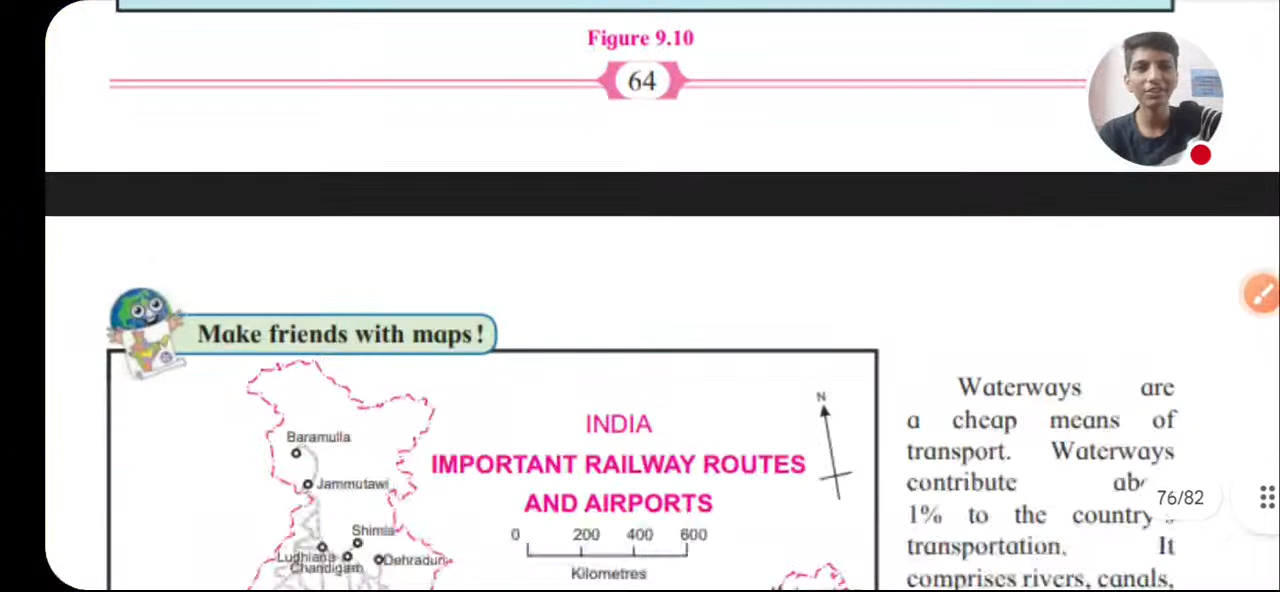 Figure 9.10
64
Make friends with maps!
INDIA
IMPORTANT RAILWAY ROUTES
AND AIRPORTS
0 200 400 600
Kilometres
N
Baramulla
Jammutawi
Shimla
Ludhiana
Chandigarh
Dehradun
Waterways are
a cheap means of
transport. Waterways
contribute
1% to the country
transportation. It
comprises rivers, canals,
76/82